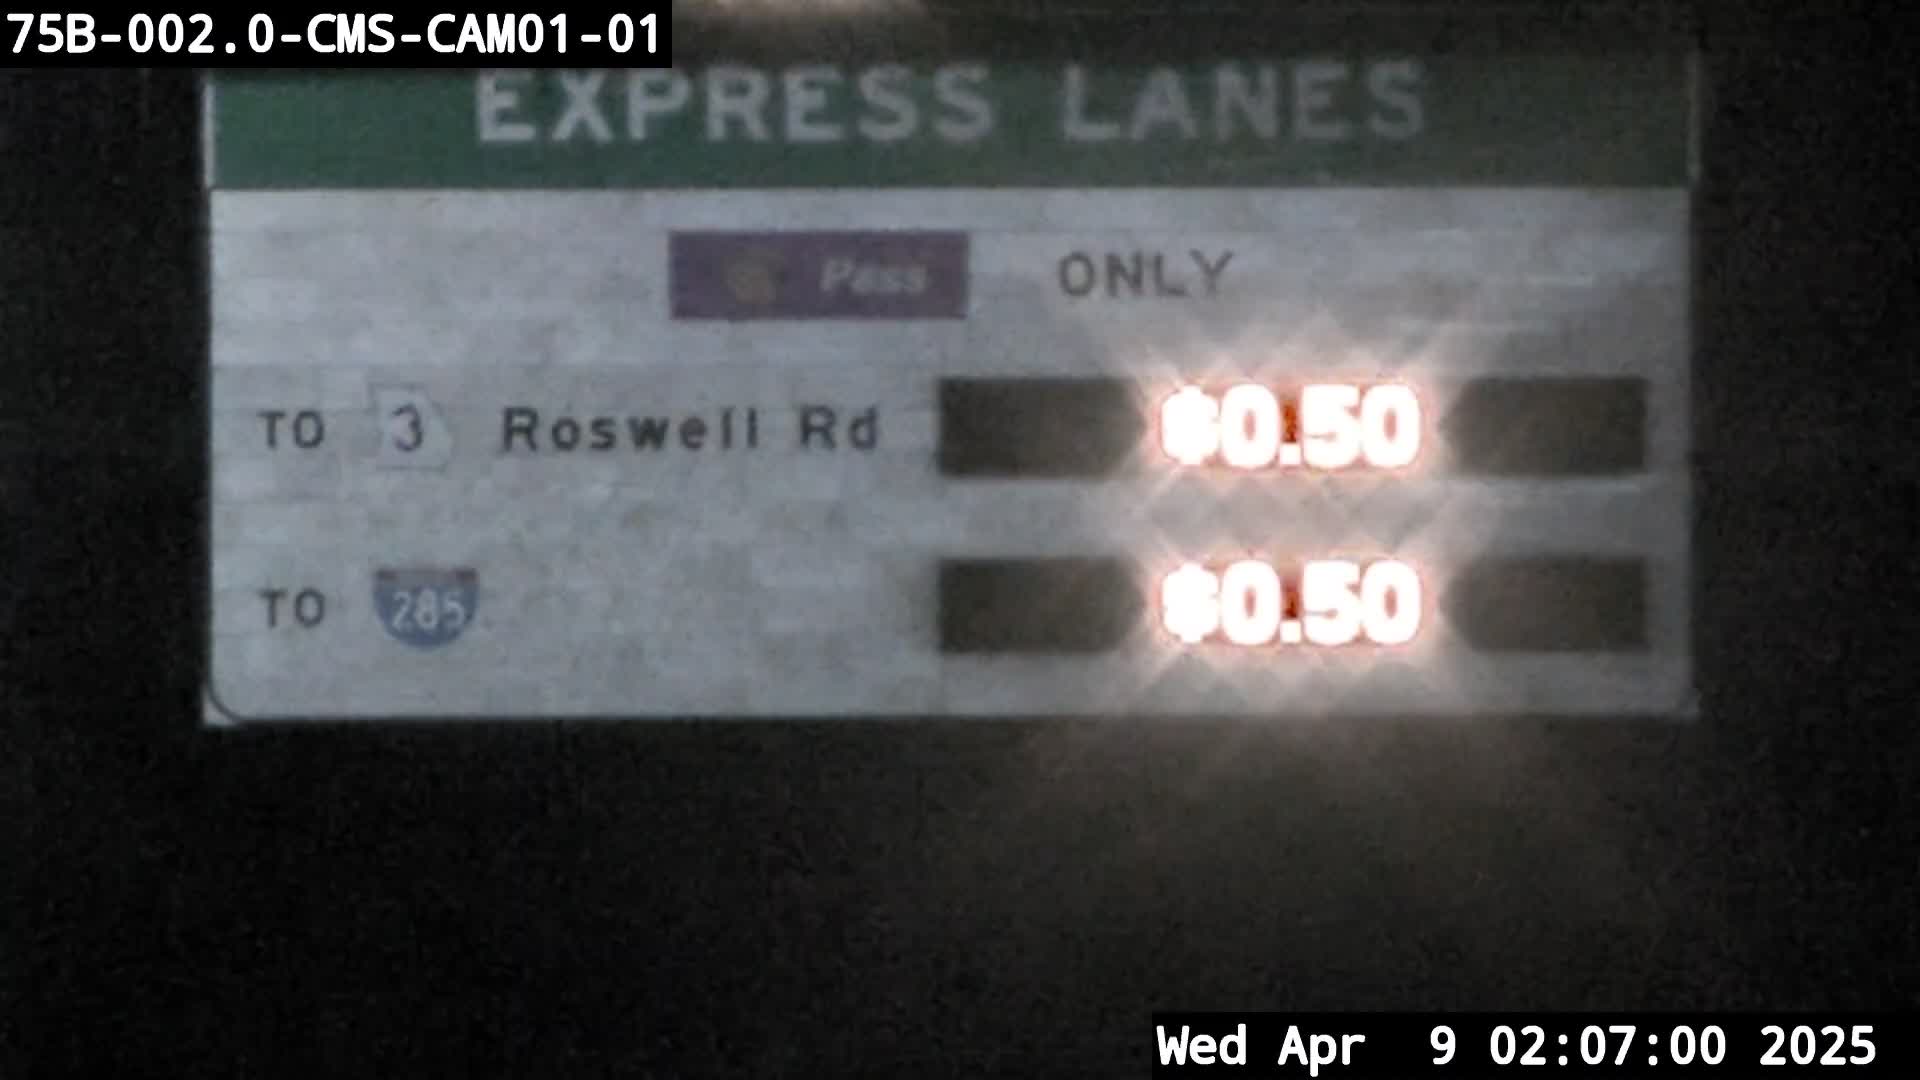 75B-002.0-CMS-CAM01-01
EXPRESS LANES
Pass ONLY
TO 3 Roswell Rd $0.50
TO 285 $0.50
Wed Apr 9 02:07:00 2025